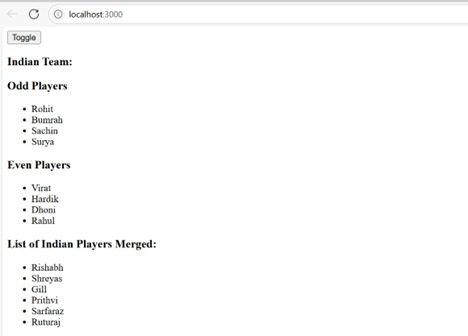 localhost:3000
Toggle
Indian Team:
Odd Players
Rohit
Bumrah
Sachin
Surya
Even Players
Virat
Hardik
Dhoni
Rahul
List of Indian Players Merged:
Rishabh
Shreyas
Gill
Prithvi
Sarfaraz
Ruturaj